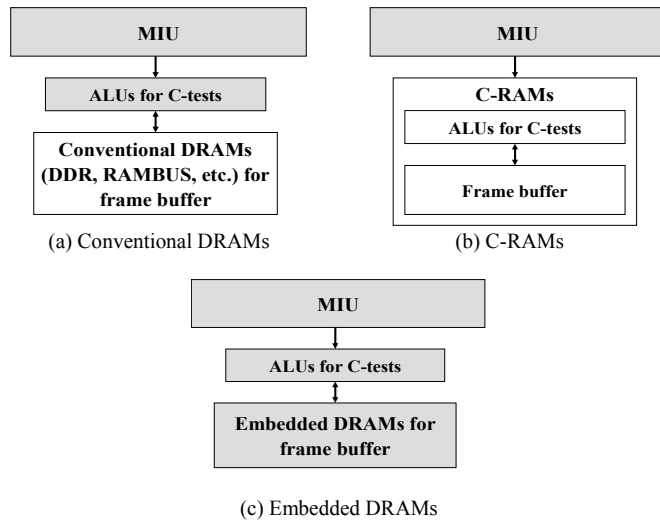 MIU
ALUs for C-tests
Conventional DRAMs
(DDR, RAMBUS, etc.) for
frame buffer
(a) Conventional DRAMs
MIU
C-RAMs
ALUs for C-tests
Frame buffer
(b) C-RAMs
MIU
ALUs for C-tests
Embedded DRAMs for
frame buffer
(c) Embedded DRAMs